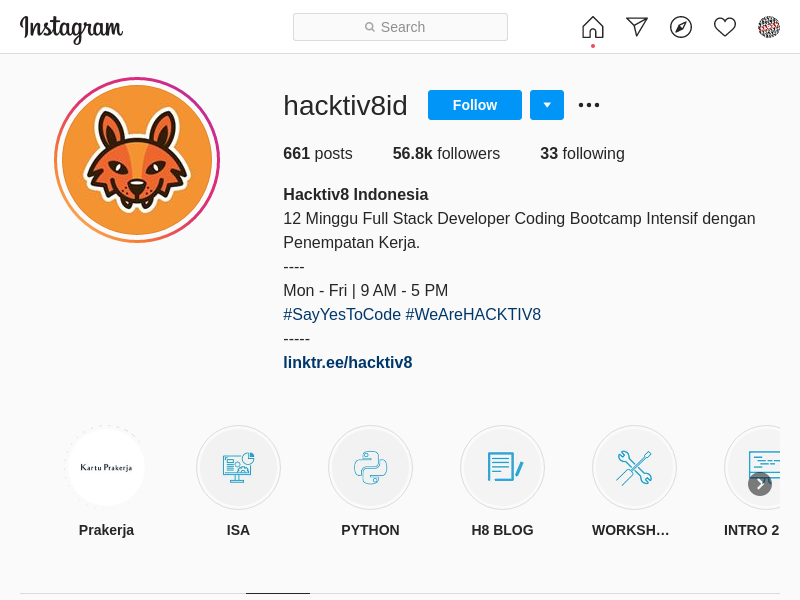 Instagram
Search
hacktiv8id
Follow
661 posts
56.8k followers
33 following
Hacktiv8 Indonesia
12 Minggu Full Stack Developer Coding Bootcamp Intensif dengan
Penempatan Kerja.
----
Mon - Fri | 9 AM - 5 PM
#SayYesToCode #WeAreHACKTIV8
-----
linktr.ee/hacktiv8
Kartu Prakerja
Prakerja
ISA
PYTHON
H8 BLOG
WORKSH…
INTRO 2